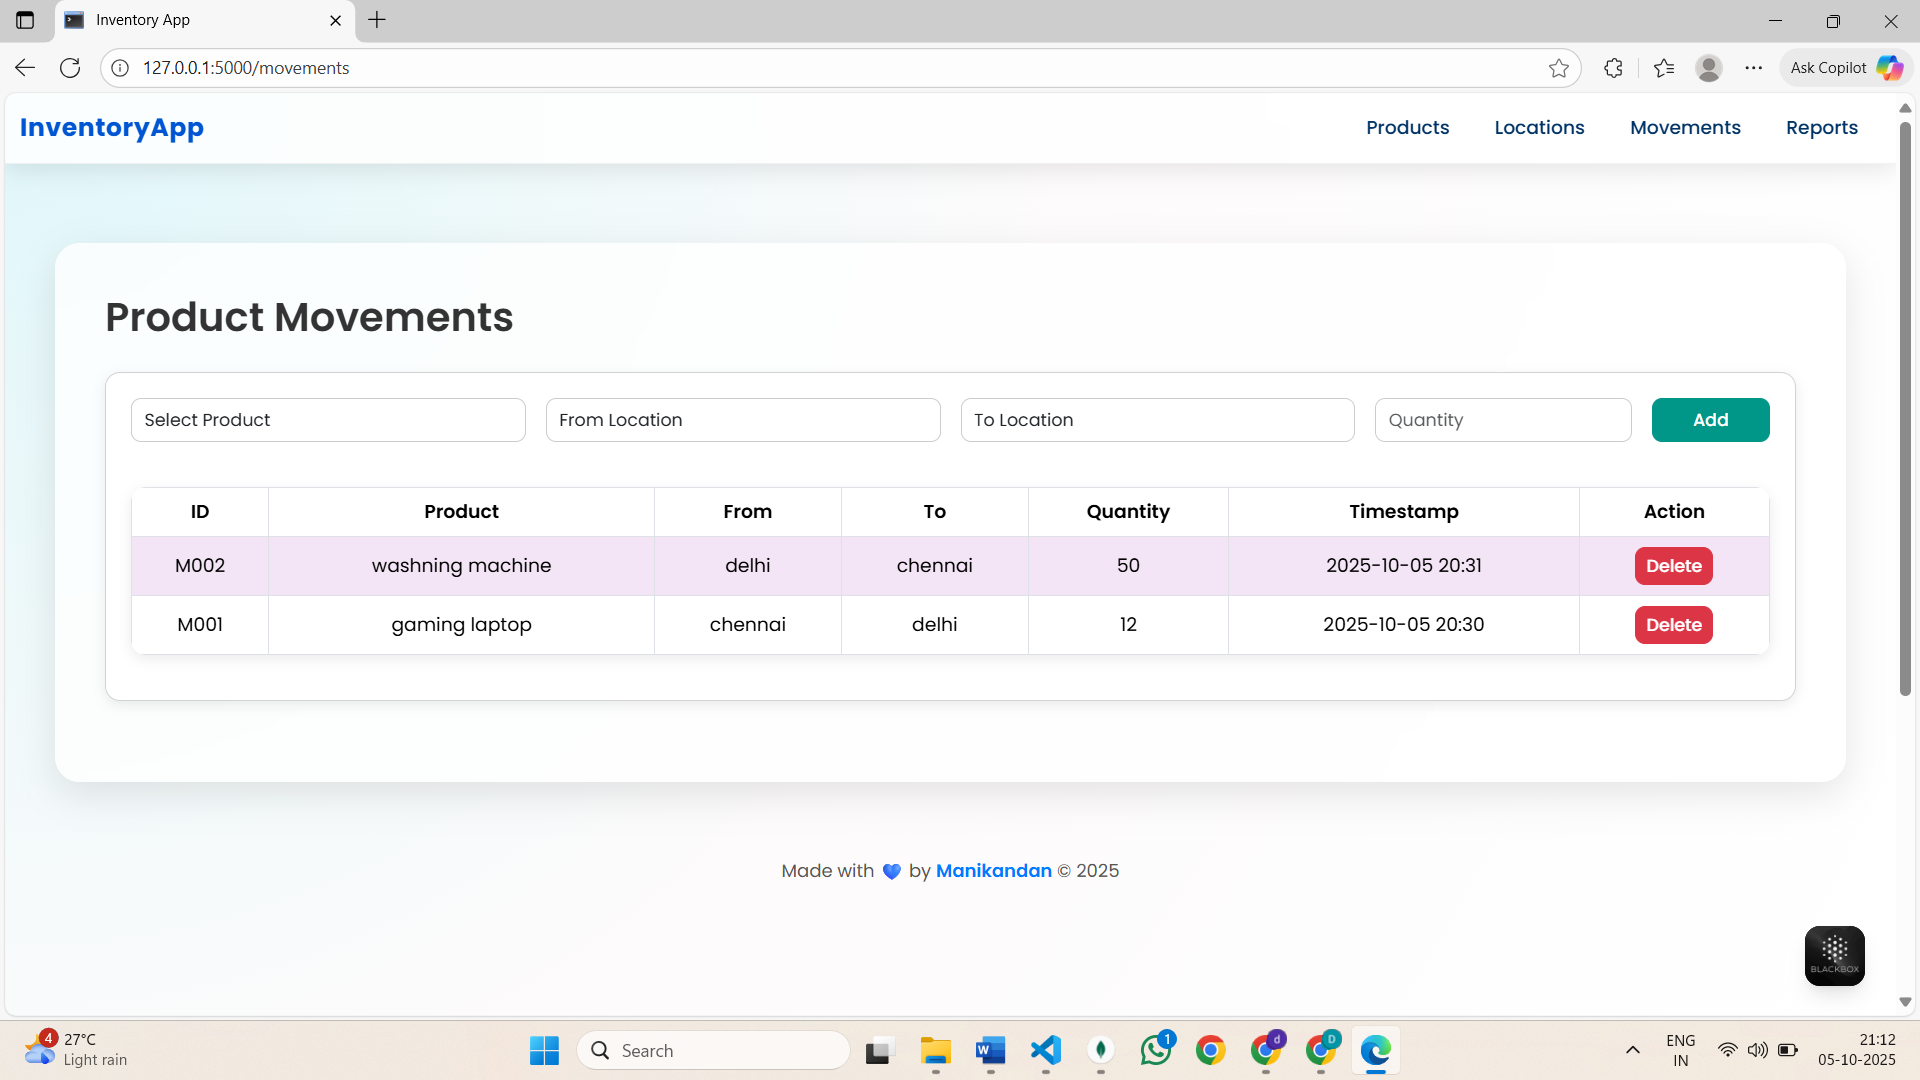 Inventory App
127.0.0.1:5000/movements
Ask Copilot
InventoryApp
Products Locations Movements Reports
Product Movements
Select Product From Location To Location Quantity Add
ID Product From To Quantity Timestamp Action
M002 washning machine delhi chennai 50 2025-10-05 20:31 Delete
M001 gaming laptop chennai delhi 12 2025-10-05 20:30 Delete
Made with 💙 by Manikandan © 2025
BLACKBOX
4
27°C
Light rain
Search
W
1
d
D
ENG
IN
21:12
05-10-2025